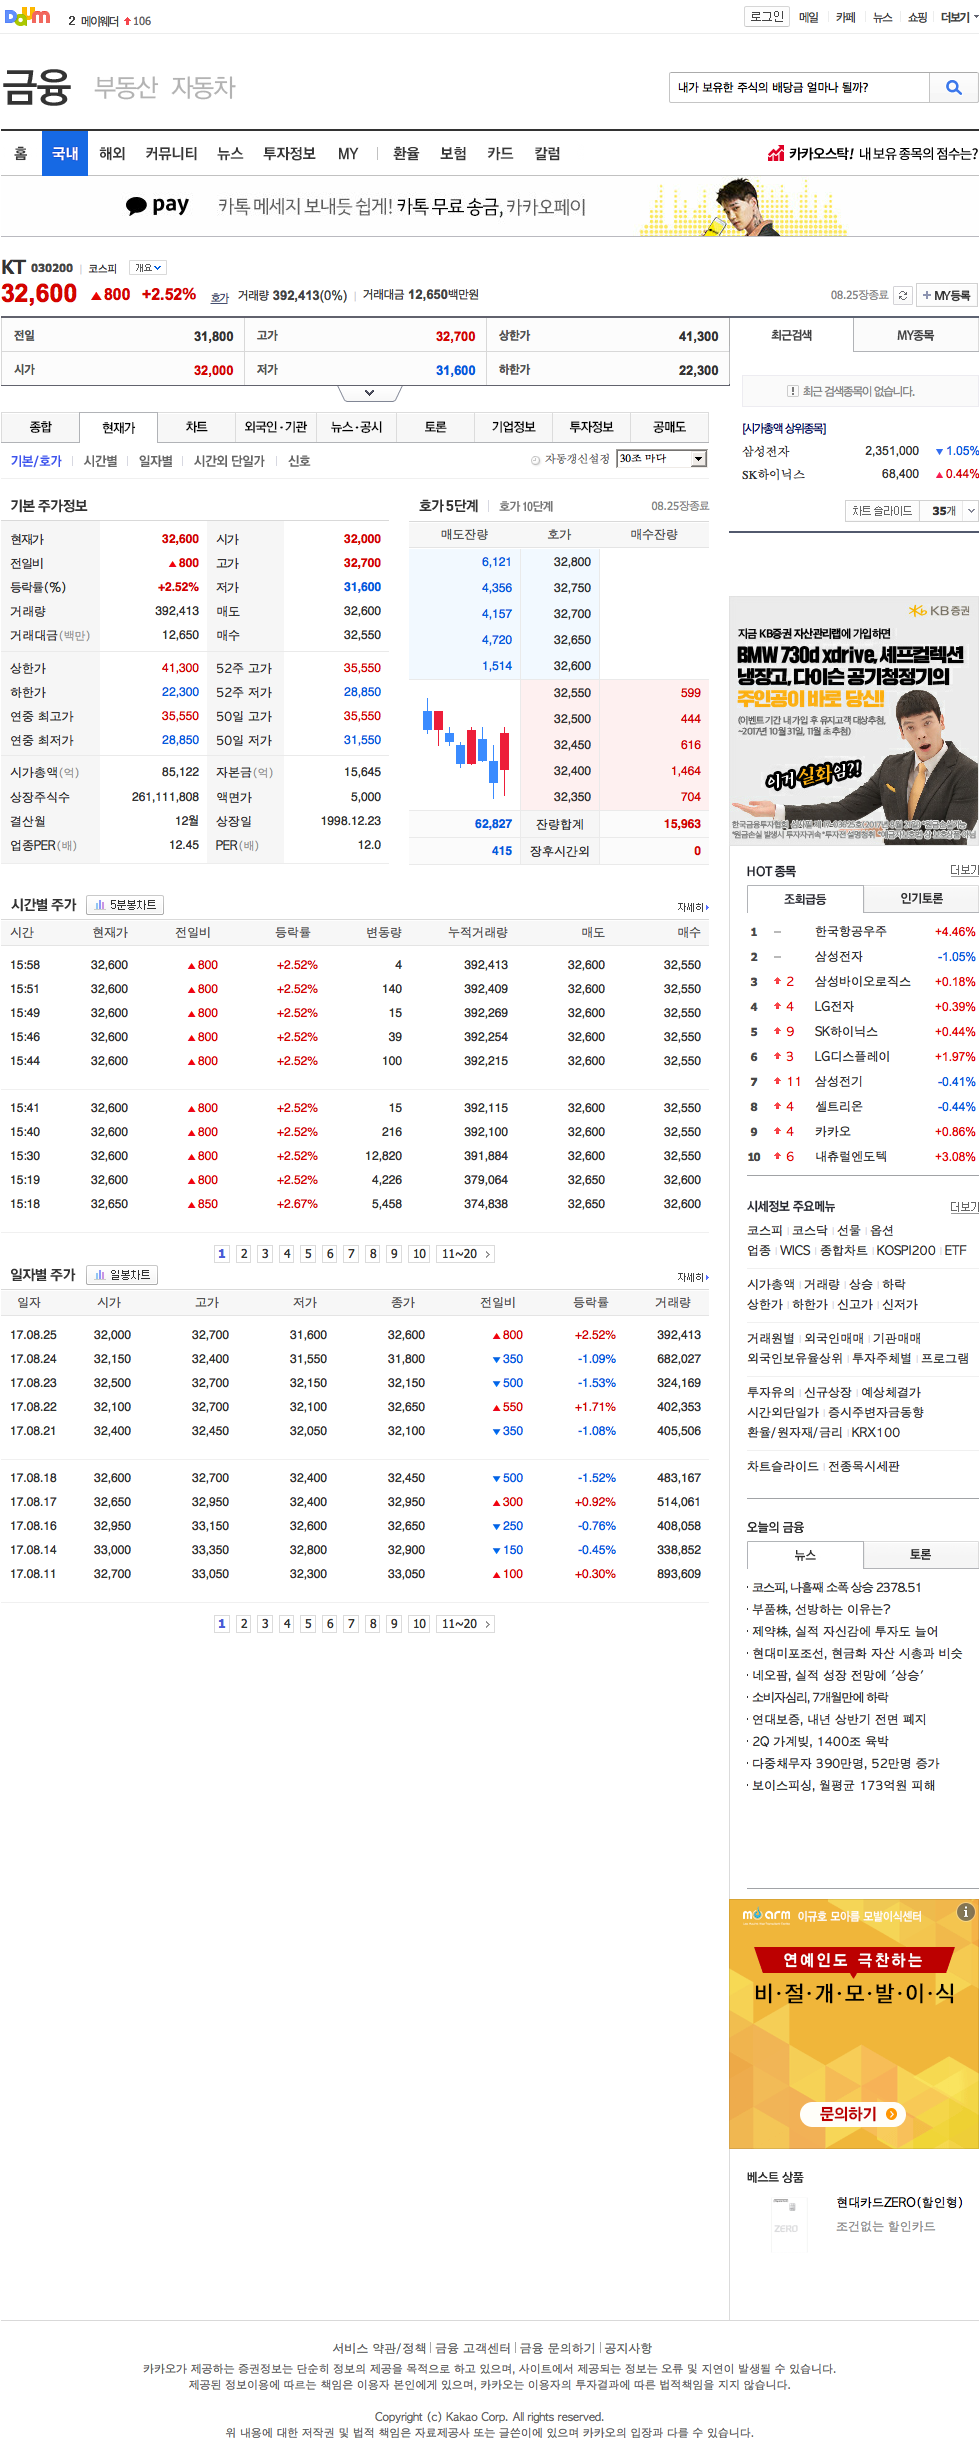 Daum 2 메이웨더 106 로그인 메일 카페 뉴스 쇼핑 더보기
금융 부동산 자동차 내가 보유한 주식의 배당금 얼마나 될까?
홈 국내 해외 커뮤니티 뉴스 투자정보 MY 환율 보험 카드 칼럼 카카오스탁! 내 보유 종목의 점수는?
pay 카톡 메세지 보내듯 쉽게! 카톡 무료 송금, 카카오페이
KT 030200 코스피 개요
32,600 ▲800 +2.52% 호가 거래량 392,413(0%) 거래대금 12,650백만원 08.25장종료 + MY등록
전일 31,800 고가 32,700 상한가 41,300
시가 32,000 저가 31,600 하한가 22,300
종합 현재가 차트 외국인·기관 뉴스·공시 토론 기업정보 투자정보 공매도
기본/호가 시간별 일자별 시간외 단일가 신호 자동갱신설정 30초 마다
기본 주가정보
현재가 32,600 시가 32,000
전일비 ▲800 고가 32,700
등락률(%) +2.52% 저가 31,600
거래량 392,413 매도 32,600
거래대금(백만) 12,650 매수 32,550
상한가 41,300 52주 고가 35,550
하한가 22,300 52주 저가 28,850
연중 최고가 35,550 50일 고가 35,550
연중 최저가 28,850 50일 저가 31,550
시가총액(억) 85,122 자본금(억) 15,645
상장주식수 261,111,808 액면가 5,000
결산월 12월 상장일 1998.12.23
업종PER(배) 12.45 PER(배) 12.0
호가 5단계 호가 10단계 08.25장종료
매도잔량 호가 매수잔량
6,121 32,800
4,356 32,750
4,157 32,700
4,720 32,650
1,514 32,600
32,550 599
32,500 444
32,450 616
32,400 1,464
32,350 704
62,827 잔량합계 15,963
415 장후시간외 0
시간별 주가 5분봉차트 자세히
시간 현재가 전일비 등락률 변동량 누적거래량 매도 매수
15:58 32,600 ▲800 +2.52% 4 392,413 32,600 32,550
15:51 32,600 ▲800 +2.52% 140 392,409 32,600 32,550
15:49 32,600 ▲800 +2.52% 15 392,269 32,600 32,550
15:46 32,600 ▲800 +2.52% 39 392,254 32,600 32,550
15:44 32,600 ▲800 +2.52% 100 392,215 32,600 32,550
15:41 32,600 ▲800 +2.52% 15 392,115 32,600 32,550
15:40 32,600 ▲800 +2.52% 216 392,100 32,600 32,550
15:30 32,600 ▲800 +2.52% 12,820 391,884 32,600 32,550
15:19 32,600 ▲800 +2.52% 4,226 379,064 32,650 32,600
15:18 32,650 ▲850 +2.67% 5,458 374,838 32,650 32,600
1 2 3 4 5 6 7 8 9 10 11~20 >
일자별 주가 일봉차트 자세히
일자 시가 고가 저가 종가 전일비 등락률 거래량
17.08.25 32,000 32,700 31,600 32,600 ▲800 +2.52% 392,413
17.08.24 32,150 32,400 31,550 31,800 ▼350 -1.09% 682,027
17.08.23 32,500 32,700 32,150 32,150 ▼500 -1.53% 324,169
17.08.22 32,100 32,700 32,100 32,650 ▲550 +1.71% 402,353
17.08.21 32,400 32,450 32,050 32,100 ▼350 -1.08% 405,506
17.08.18 32,600 32,700 32,400 32,450 ▼500 -1.52% 483,167
17.08.17 32,650 32,950 32,400 32,950 ▲300 +0.92% 514,061
17.08.16 32,950 33,150 32,600 32,650 ▼250 -0.76% 408,058
17.08.14 33,000 33,350 32,800 32,900 ▼150 -0.45% 338,852
17.08.11 32,700 33,050 32,300 33,050 ▲100 +0.30% 893,609
1 2 3 4 5 6 7 8 9 10 11~20 >
최근검색 MY종목
최근 검색종목이 없습니다.
[시가총액 상위종목]
삼성전자 2,351,000 ▼1.05%
SK하이닉스 68,400 ▲0.44%
차트 슬라이드 35개
KB증권
지금 KB증권 자산관리랩에 가입하면
BMW 730d xdrive, 셰프컬렉션
냉장고, 다이슨 공기청정기의
주인공이 바로 당신!
(이벤트 기간 내 가입 후 유지고객 대상추첨,
~2017년 10월 31일, 11월 초 추첨)
이거 실화임?!
HOT 종목 더보기
조회급등 인기토론
1 – 한국항공우주 +4.46%
2 – 삼성전자 -1.05%
3 2 삼성바이오로직스 +0.18%
4 4 LG전자 +0.39%
5 9 SK하이닉스 +0.44%
6 3 LG디스플레이 +1.97%
7 11 삼성전기 -0.41%
8 4 셀트리온 -0.44%
9 4 카카오 +0.86%
10 6 내츄럴엔도텍 +3.08%
시세정보 주요메뉴 더보기
코스피 코스닥 선물 옵션
업종 WICS 종합차트 KOSPI200 ETF
시가총액 거래량 상승 하락
상한가 하한가 신고가 신저가
거래원별 외국인매매 기관매매
외국인보유율상위 투자주체별 프로그램
투자유의 신규상장 예상체결가
시간외단일가 증시주변자금동향
환율/원자재/금리 KRX100
차트슬라이드 전종목시세판
오늘의 금융
뉴스 토론
· 코스피, 나흘째 소폭 상승 2378.51
· 부품株, 선방하는 이유는?
· 제약株, 실적 자신감에 투자도 늘어
· 현대미포조선, 현금화 자산 시총과 비슷
· 네오팜, 실적 성장 전망에 '상승'
· 소비자심리, 7개월만에 하락
· 연대보증, 내년 상반기 전면 폐지
· 2Q 가계빚, 1400조 육박
· 다중채무자 390만명, 52만명 증가
· 보이스피싱, 월평균 173억원 피해
moarm 이규호 모아름 모발이식센터
연예인도 극찬하는
비·절·개·모·발·이·식
문의하기
베스트 상품
ZERO
현대카드ZERO(할인형)
조건없는 할인카드
서비스 약관/정책 금융 고객센터 금융 문의하기 공지사항
카카오가 제공하는 증권정보는 단순히 정보의 제공을 목적으로 하고 있으며, 사이트에서 제공되는 정보는 오류 및 지연이 발생될 수 있습니다.
제공된 정보이용에 따르는 책임은 이용자 본인에게 있으며, 카카오는 이용자의 투자결과에 따른 법적책임을 지지 않습니다.
Copyright (c) Kakao Corp. All rights reserved.
위 내용에 대한 저작권 및 법적 책임은 자료제공사 또는 글쓴이에 있으며 카카오의 입장과 다를 수 있습니다.